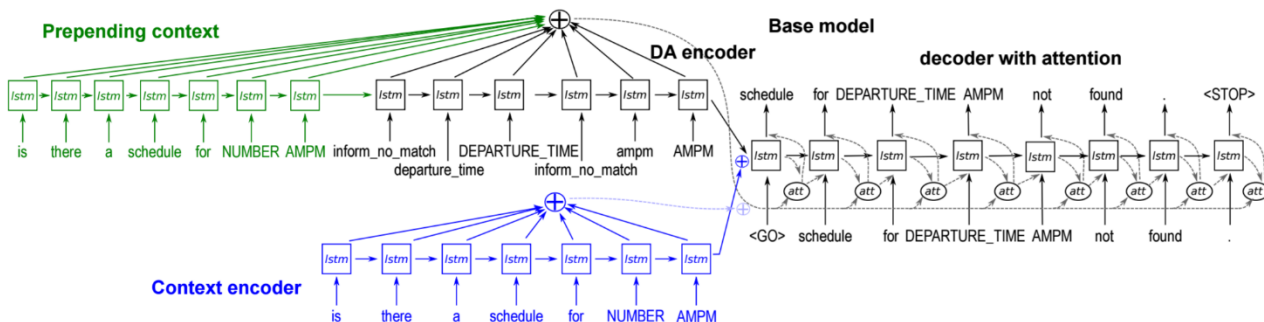 Prepending context
Base model
DA encoder
decoder with attention
lstm lstm lstm lstm lstm lstm lstm lstm lstm lstm lstm lstm lstm
is there a schedule for NUMBER AMPM
inform_no_match DEPARTURE_TIME ampm AMPM
departure_time inform_no_match
schedule for DEPARTURE_TIME AMPM not found . <STOP>
lstm lstm lstm lstm lstm lstm lstm lstm
att att att att att att att att
<GO> schedule for DEPARTURE_TIME AMPM not found .
lstm lstm lstm lstm lstm lstm lstm
Context encoder
is there a schedule for NUMBER AMPM